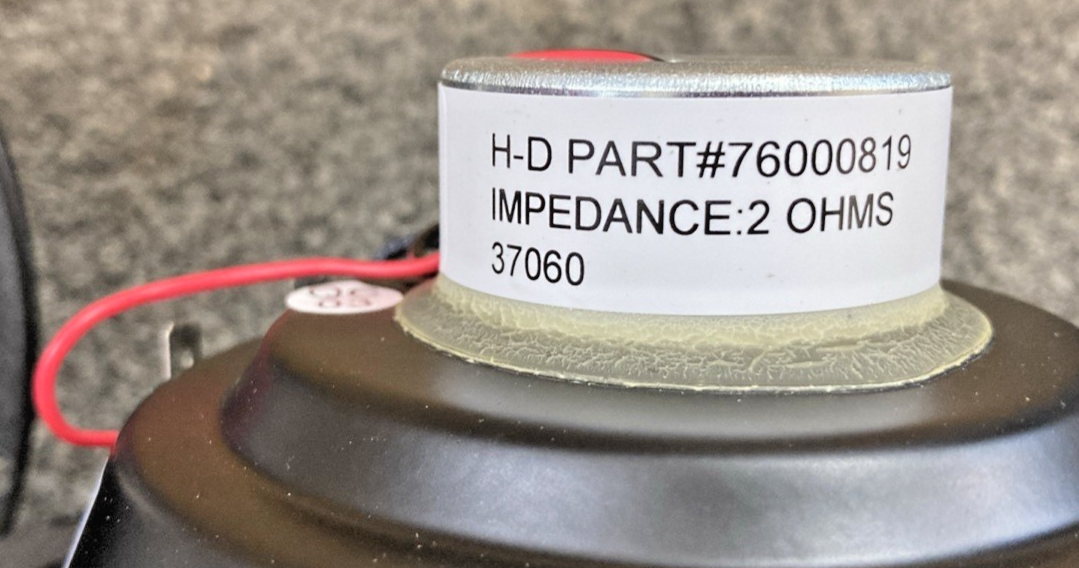 H-D PART#76000819
IMPEDANCE:2 OHMS
37060